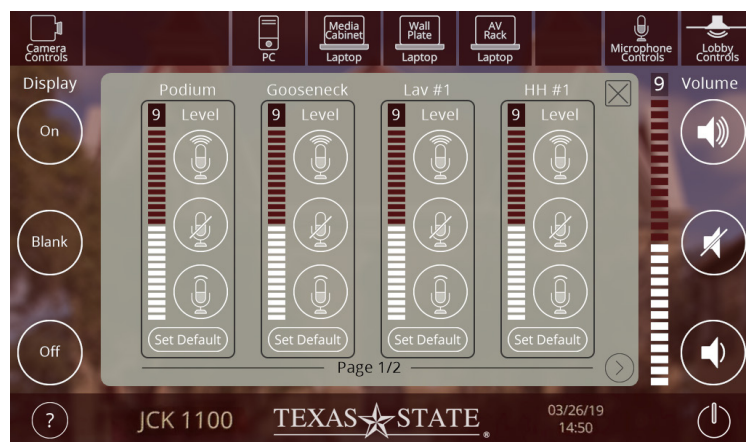 Camera
Controls
PC
Media
Cabinet
Laptop
Wall
Plate
Laptop
AV
Rack
Laptop
Microphone
Controls
Lobby
Controls
Display
On
Blank
Off
Podium
9 Level
Set Default
Gooseneck
9 Level
Set Default
Lav #1
9 Level
Set Default
HH #1
9 Level
Set Default
Page 1/2
9 Volume
?
JCK 1100
TEXAS STATE
®
03/26/19
14:50